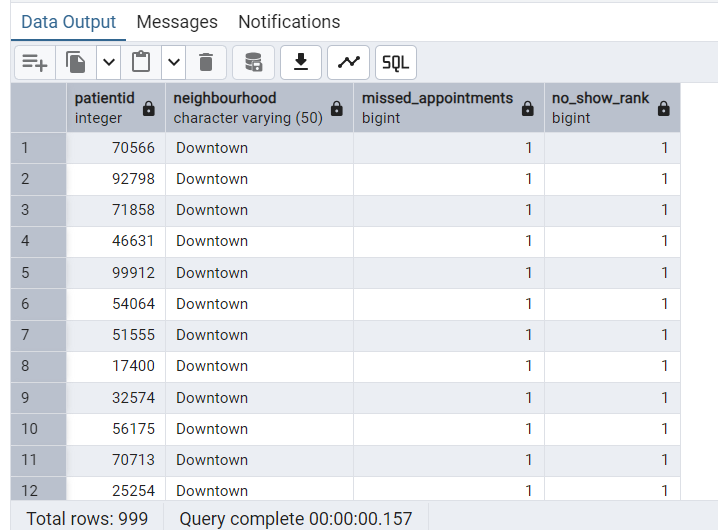 Data Output Messages Notifications
SQL
patientid neighbourhood missed_appointments no_show_rank
integer character varying (50) bigint bigint
1 70566 Downtown 1 1
2 92798 Downtown 1 1
3 71858 Downtown 1 1
4 46631 Downtown 1 1
5 99912 Downtown 1 1
6 54064 Downtown 1 1
7 51555 Downtown 1 1
8 17400 Downtown 1 1
9 32574 Downtown 1 1
10 56175 Downtown 1 1
11 70713 Downtown 1 1
12 25254 Downtown 1 1
Total rows: 999 Query complete 00:00:00.157